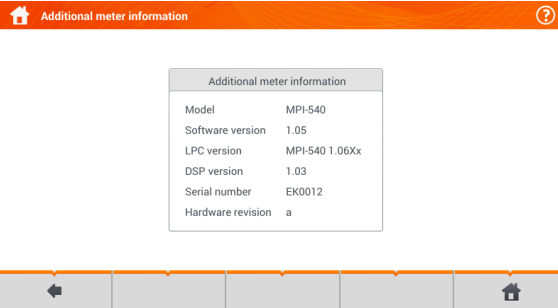 Additional meter information
?
Additional meter information
Model MPI-540
Software version 1.05
LPC version MPI-540 1.06Xx
DSP version 1.03
Serial number EK0012
Hardware revision a